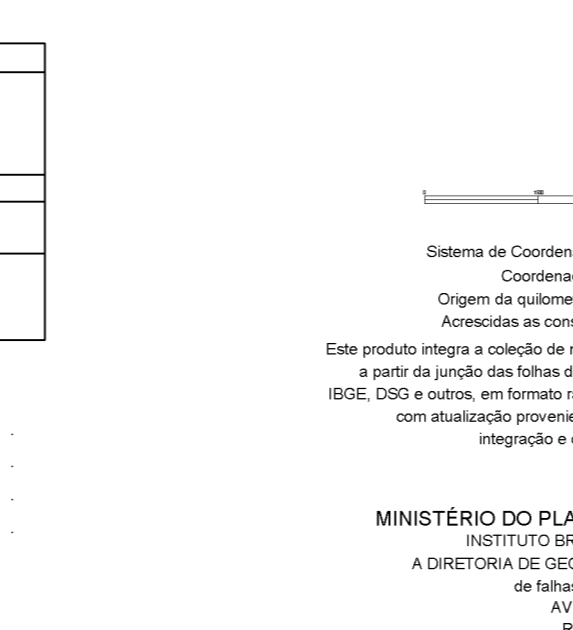 Sistema de Coorden
Coordena
Origem da quilome
Acrescidas as cons
Este produto integra a coleção de
a partir da junção das folhas d
IBGE, DSG e outros, em formato
com atualização provenie
integração e
MINISTÉRIO DO PLA
INSTITUTO BR
A DIRETORIA DE GEO
de falhas
AV